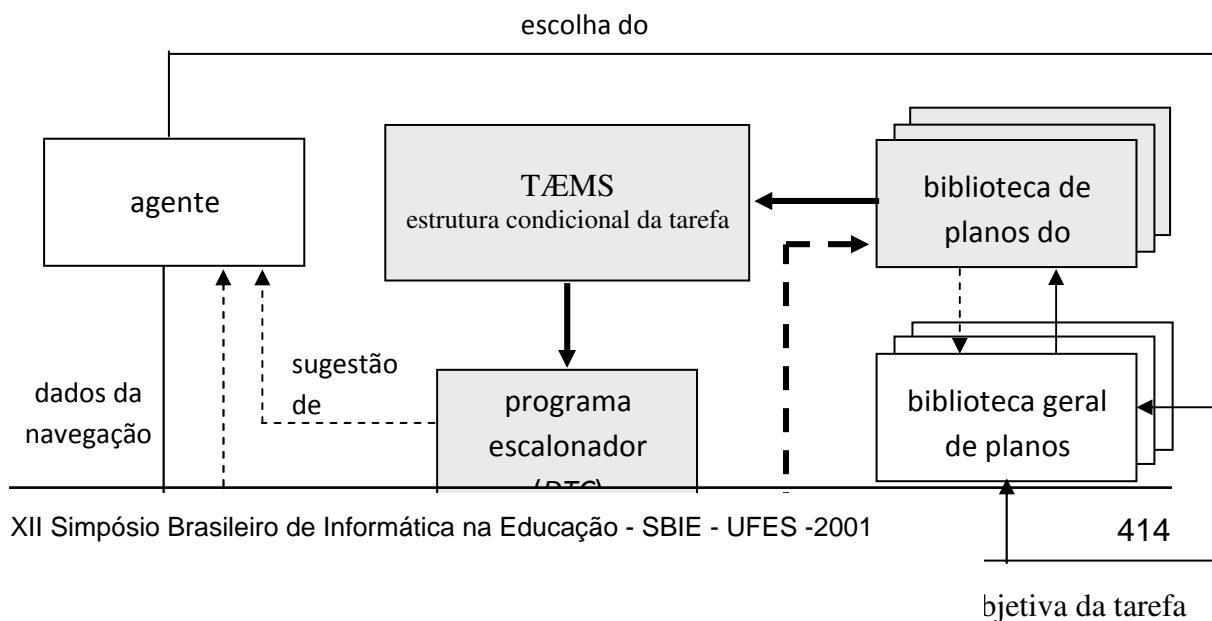 escolha do
agente
TÆMS
estrutura condicional da tarefa
biblioteca de
planos do
dados da
navegação
sugestão
de
programa
escalonador
biblioteca geral
de planos
XII Simpósio Brasileiro de Informática na Educação - SBIE - UFES -2001
414
bjetiva da tarefa